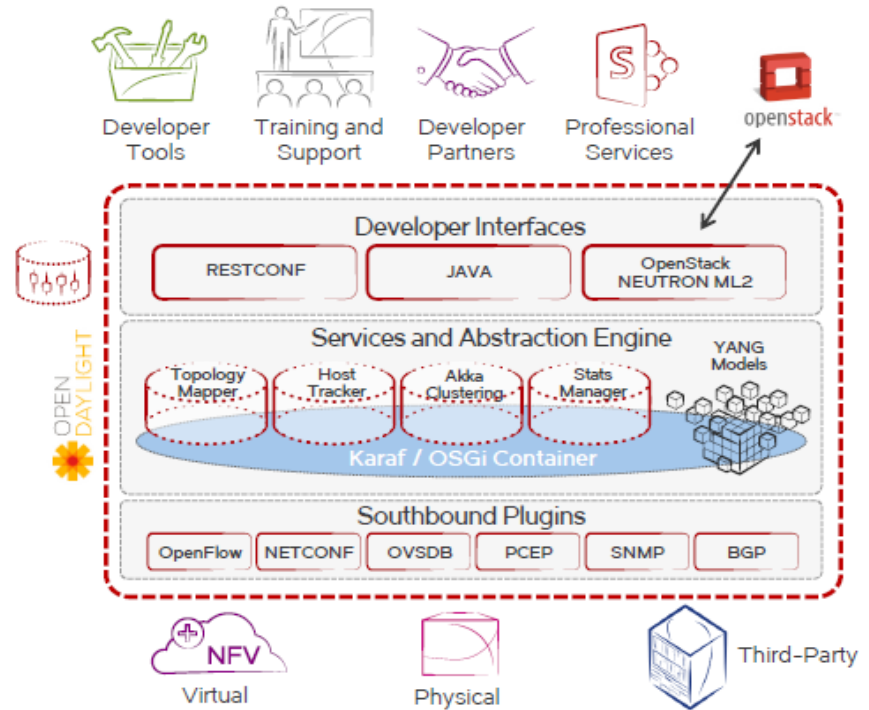 Developer Tools
Training and Support
Developer Partners
Professional Services
S
openstack™
Developer Interfaces
RESTCONF
JAVA
OpenStack
NEUTRON ML2
OPEN
DAYLIGHT
Services and Abstraction Engine
YANG
Models
Topology
Mapper
Host
Tracker
Akka
Clustering
Stats
Manager
Karaf / OSGi Container
Southbound Plugins
OpenFlow
NETCONF
OVSDB
PCEP
SNMP
BGP
NFV
Virtual
Physical
Third-Party